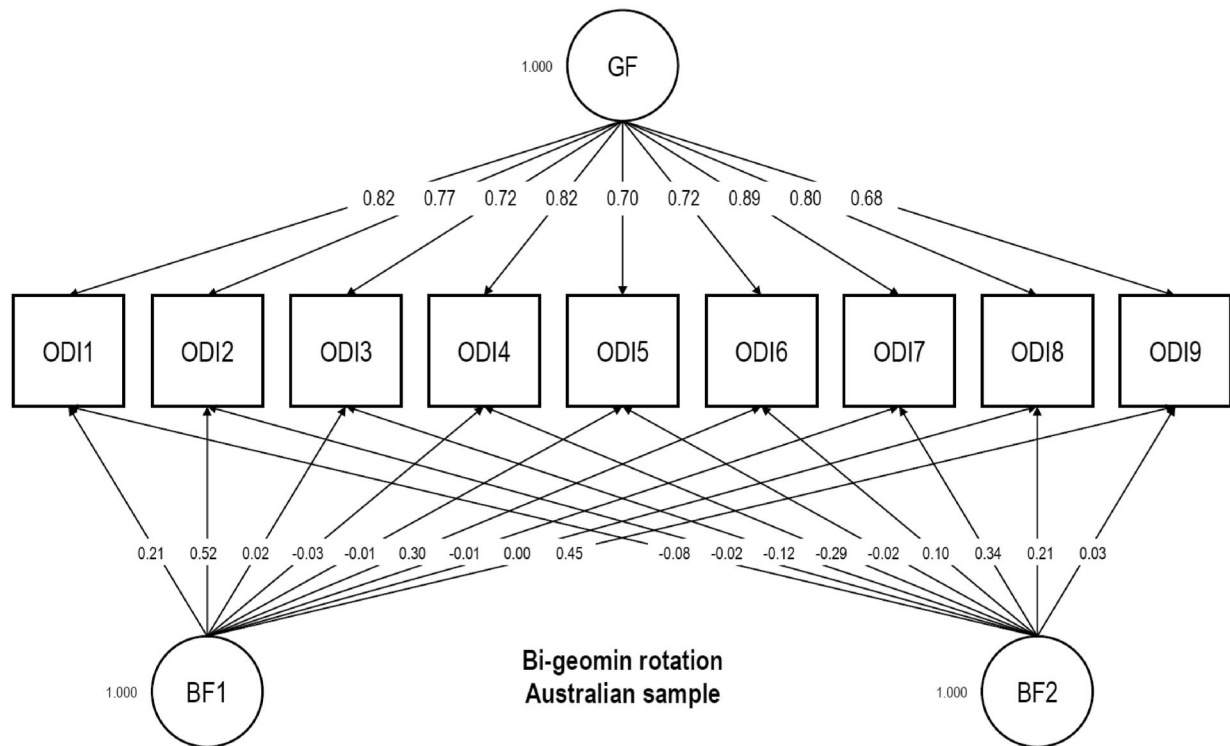 1.000
GF
0.82 0.77 0.72 0.82 0.70 0.72 0.89 0.80 0.68
ODI1 ODI2 ODI3 ODI4 ODI5 ODI6 ODI7 ODI8 ODI9
0.21 0.52 0.02 -0.03 -0.01 0.30 -0.01 0.00 0.45 -0.08 -0.02 -0.12 -0.29 -0.02 0.10 0.34 0.21 0.03
Bi-geomin rotation
Australian sample
1.000 BF1 1.000 BF2